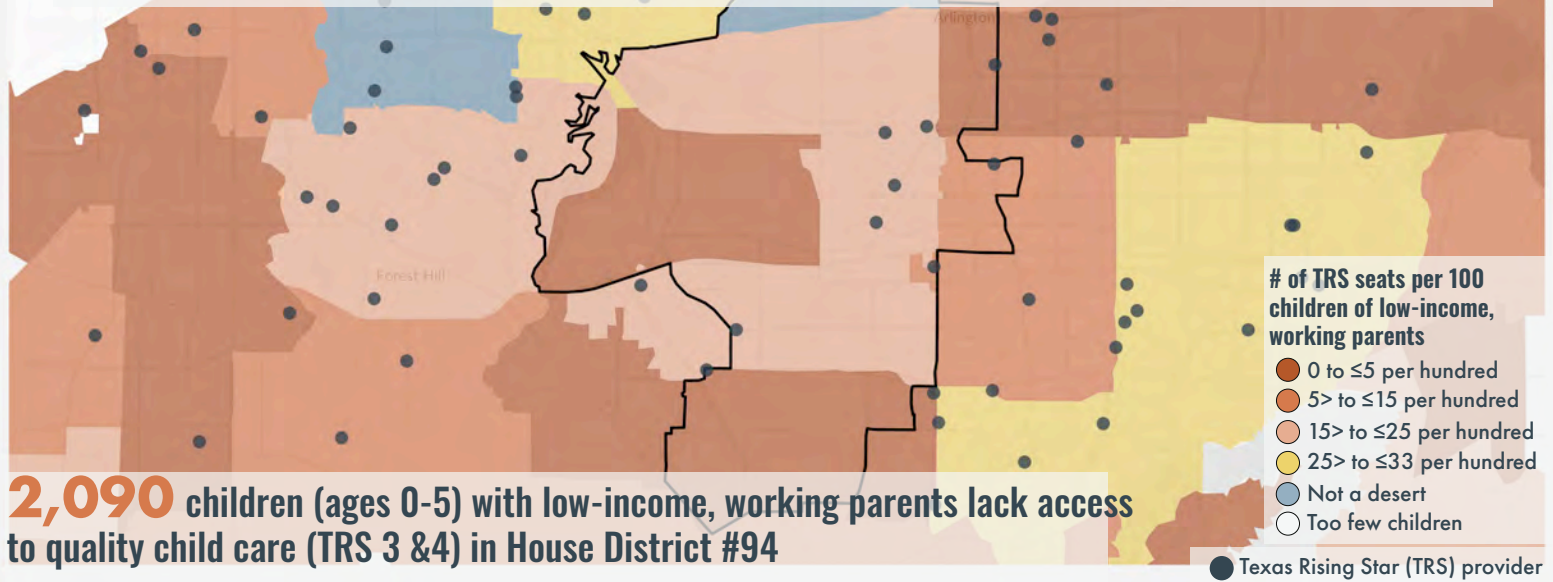 Arlington
Forest Hill
# of TRS seats per 100
children of low-income,
working parents
0 to ≤5 per hundred
5> to ≤15 per hundred
15> to ≤25 per hundred
25> to ≤33 per hundred
Not a desert
Too few children
Texas Rising Star (TRS) provider
2,090 children (ages 0-5) with low-income, working parents lack access
to quality child care (TRS 3 &4) in House District #94